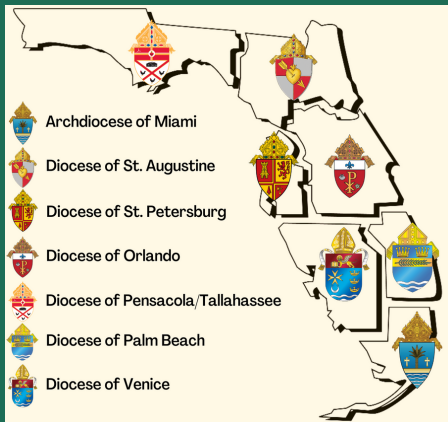 Archdiocese of Miami
Diocese of St. Augustine
Diocese of St. Petersburg
Diocese of Orlando
Diocese of Pensacola/Tallahassee
Diocese of Palm Beach
Diocese of Venice